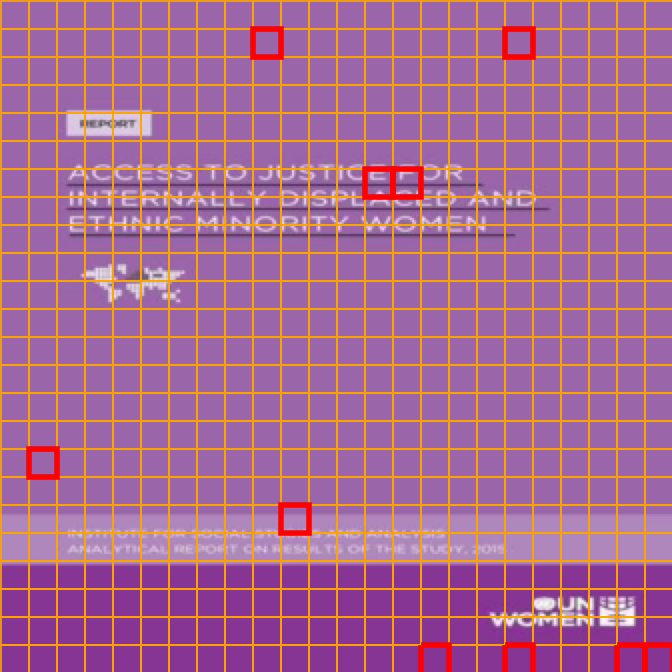 REPORT
ACCESS TO JUSTICE FOR
INTERNALLY DISPLACED AND
ETHNIC MINORITY WOMEN
INSTITUTE FOR SOCIAL STUDIES AND ANALYSIS
ANALYTICAL REPORT ON RESULTS OF THE STUDY, 2015
UN
WOMEN